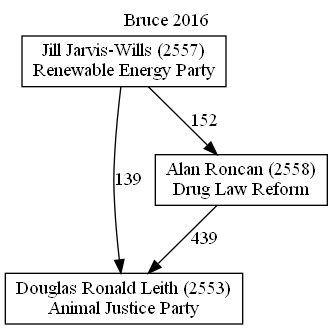 Bruce 2016
Jill Jarvis-Wills (2557)
Renewable Energy Party
152
Alan Roncan (2558)
Drug Law Reform
139
439
Douglas Ronald Leith (2553)
Animal Justice Party